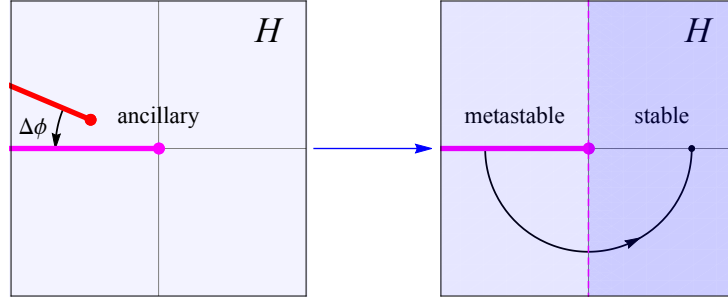 H
ancillary
Δϕ
H
metastable
stable